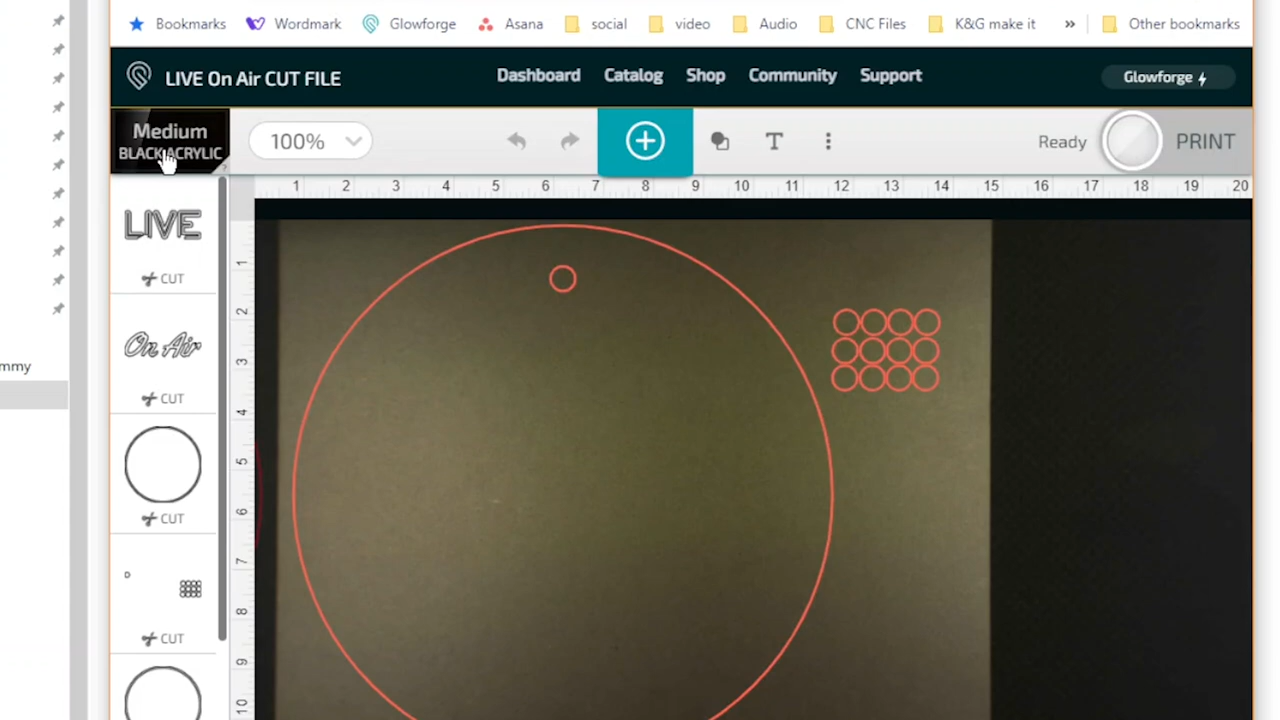 Bookmarks Wordmark Glowforge Asana social video Audio CNC Files K&G make it » Other bookmarks
LIVE On Air CUT FILE Dashboard Catalog Shop Community Support Glowforge
Medium
BLACK ACRYLIC
100% T Ready PRINT
1 2 3 4 5 6 7 8 9 10 11 12 13 14 15 16 17 18 19 20
LIVE
CUT
On Air
CUT
CUT
CUT
1
2
3
4
5
6
7
8
9
10
mmy